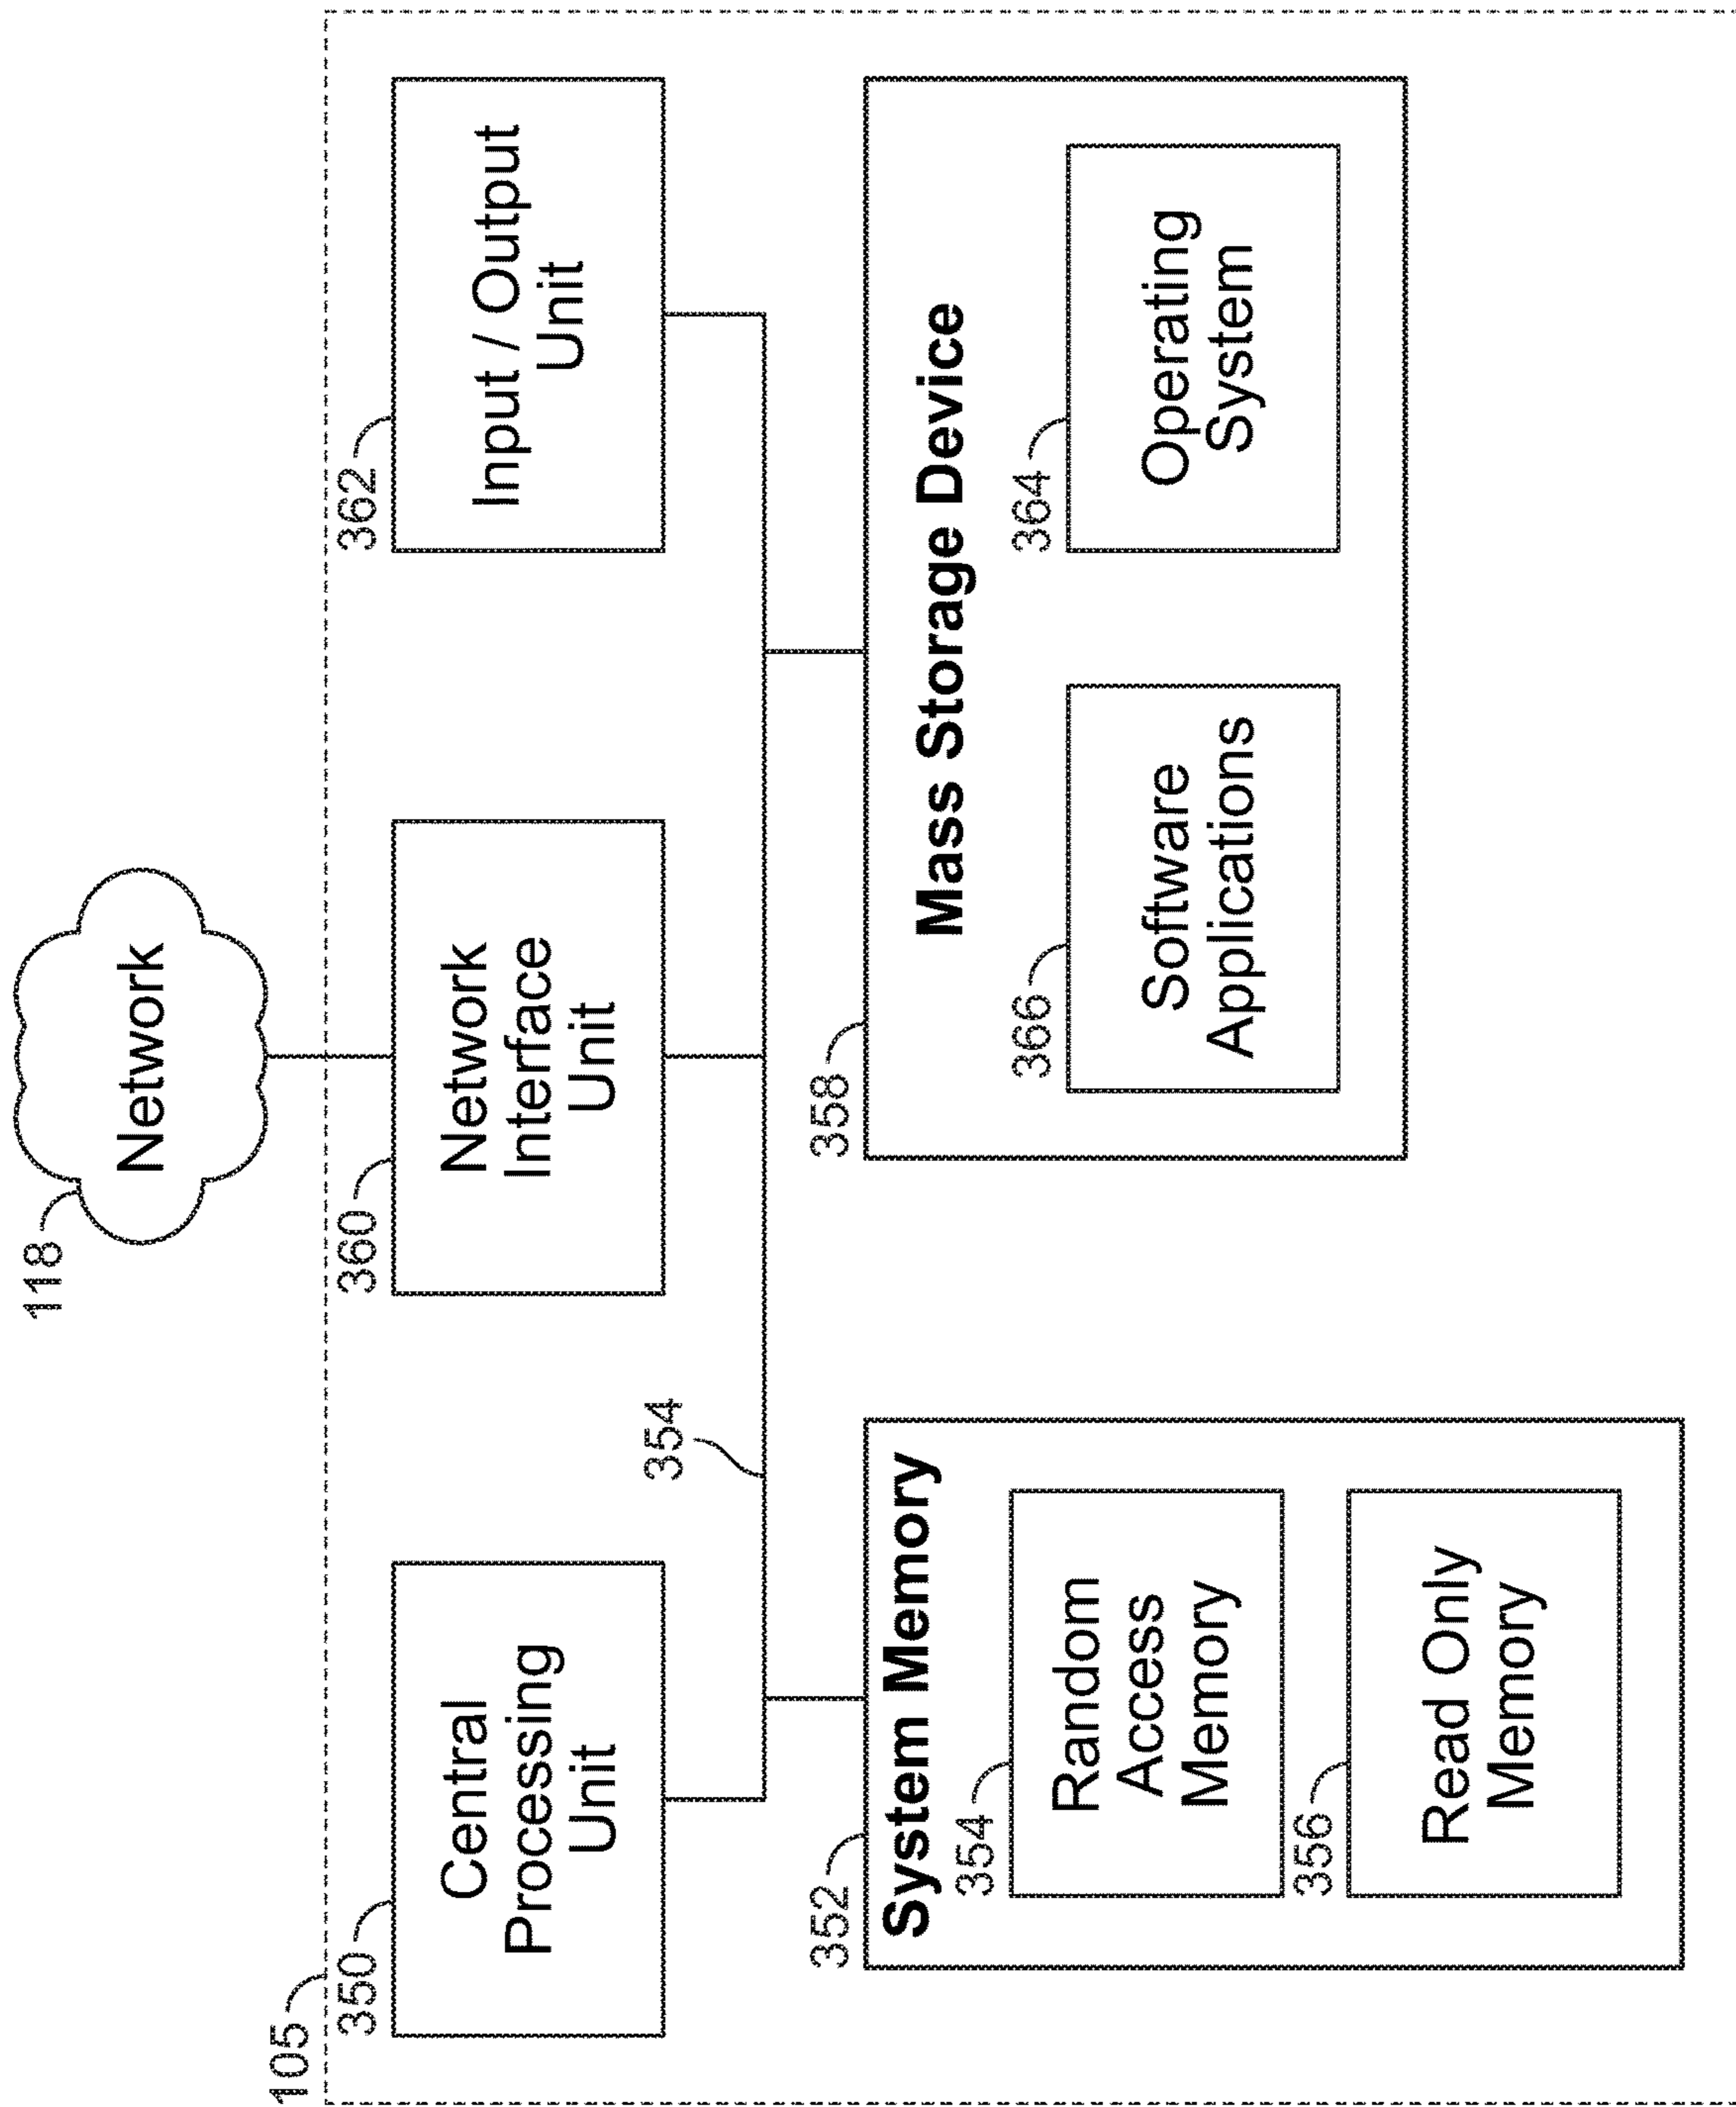 118
Network
105
350
Central
Processing
Unit
360
Network
Interface
Unit
362
Input / Output
Unit
354
352
System Memory
354
Random
Access
Memory
356
Read Only
Memory
358
Mass Storage Device
366
Software
Applications
364
Operating
System